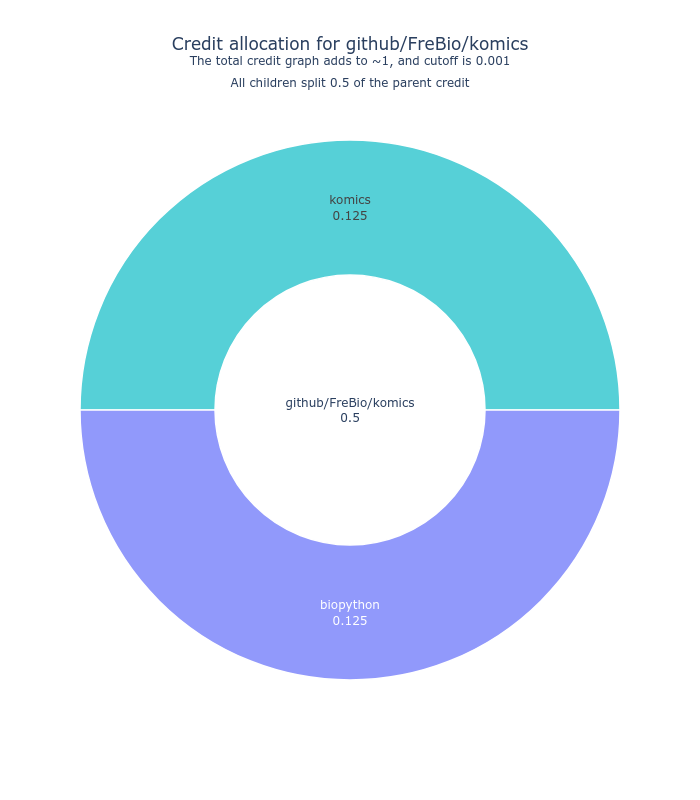 Credit allocation for github/FreBio/komics
The total credit graph adds to ~1, and cutoff is 0.001
All children split 0.5 of the parent credit
komics
0.125
github/FreBio/komics
0.5
biopython
0.125